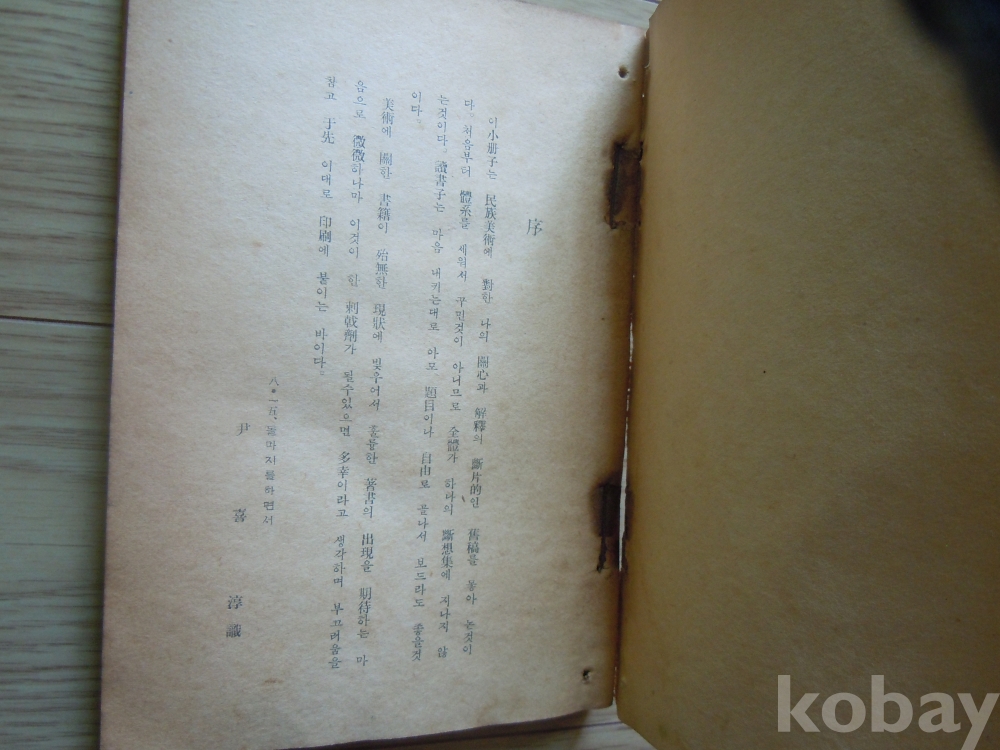 序
이小册子는 民族美術에 對한 나의 關心과 解釋의 斷片的인 舊稿를 놓아 논것이
다 처음부터 體系를 세워서 꾸민것이 아니므로 全體가 하나의 斷想集에 지나지 않
는것이다. 讀書子는 마음 내키는대로 아모 題目이나 自由로 골나서 보드라도 좋을것
이다.
美術에 關한 書籍이 殆無한 現狀에 빛우어서 훌륭한 著書의 出現을 期待하는 마
음으로 微微하나마 이것이 한 刺戟劑가 될수있으면 多幸이라고 생각하며 부끄러움을
참고 于先 이대로 印刷에 붙이는 바이다.
八•一五、돌마지를하면서
尹 淳 識
kobay